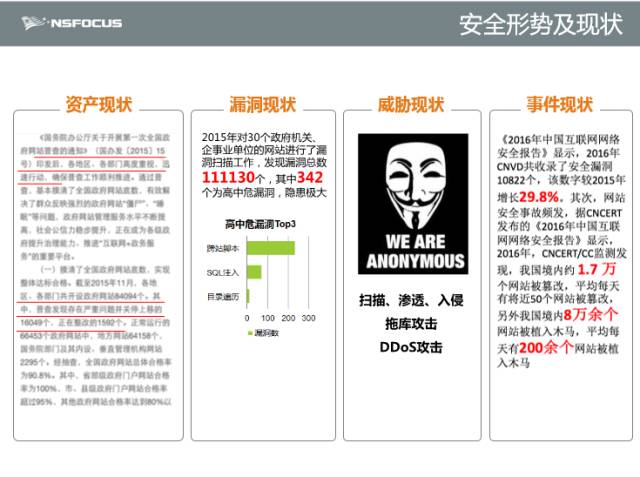 NSFOCUS
安全形势及现状
资产现状
《国务院办公厅关于开展第一次全国政
府网站普查的通知》（国办发〔2015〕15
号）印发后，各地区、各部门高度重视，迅
速行动，确保普查工作顺利推进。通过普
查，基本摸清了全国政府网站底数，有效解
决了群众反映强烈的政府网站“僵尸”、“睡
眠”等问题，政府网站管理服务水平不断提
高，社会公信力稳步提升，正在成为各级政
府提升治理能力、推进“互联网+政务服
务”的重要平台。
（一）摸清了全国政府网站底数，实现
整体达标合格。截至2015年11月，各地
区、各部门共开设政府网站84094个。其
中，普查发现存在严重问题并关停上移的
16049个，正在整改的1592个。正常运行的
66453个政府网站中，地方网站64158个，
国务院部门及其内设、垂直管理机构网站
2295个。经抽查，全国政府网站总体合格率
为90.8%。其中，省部级政府门户网站合格
率为100%，市、县级政府门户网站合格率
超过95%，其他政府网站合格率达到80%以
漏洞现状
2015年对30个政府机关、
企事业单位的网站进行了漏
洞扫描工作，发现漏洞总数
111130个，其中342
个为高中危漏洞，隐患极大
高中危漏洞Top3
跨站脚本
SQL注入
目录遍历
0 100 200 300
漏洞数
威胁现状
WE ARE
ANONYMOUS
扫描、渗透、入侵
拖库攻击
DDoS攻击
事件现状
《2016年中国互联网网络
安全报告》显示，2016年
CNVD共收录了安全漏洞
10822个，该数字较2015年
增长29.8%。其次，网站
安全事故频发，据CNCERT
发布的《2016年中国互联
网网络安全报告》显示，
2016年，CNCERT/CC监测发
现，我国境内约 1.7 万
个网站被篡改，平均每天
有将近50个网站被篡改，
另外我国境内8万余个
网站被植入木马，平均每
天有200余个网站被植
入木马